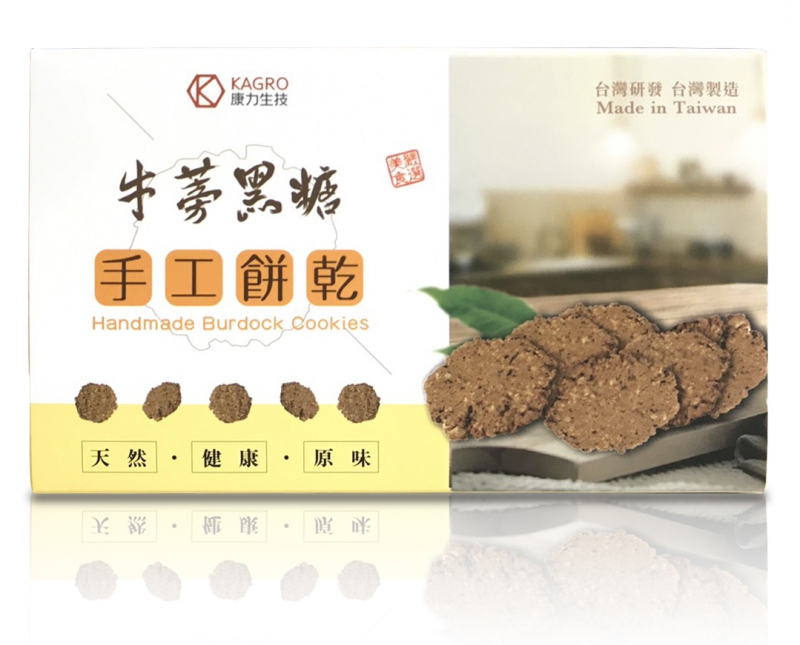 KAGRO
康力生技
台灣研發 台灣製造
Made in Taiwan
牛蒡黑糖
手工餅乾
Handmade Burdock Cookies
天然・健康・原味